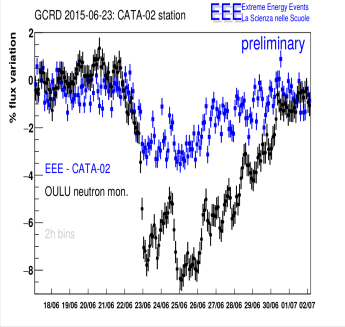 GCRD 2015-06-23: CATA-02 station
EEE Extreme Energy Events
La Scienza nelle Scuole
preliminary
% flux variation
2
0
−2
−4
−6
−8
EEE - CATA-02
OULU neutron mon.
2h bins
18/06 19/06 20/06 21/06 22/06 23/06 24/06 25/06 26/06 27/06 28/06 29/06 30/06 01/07 02/07